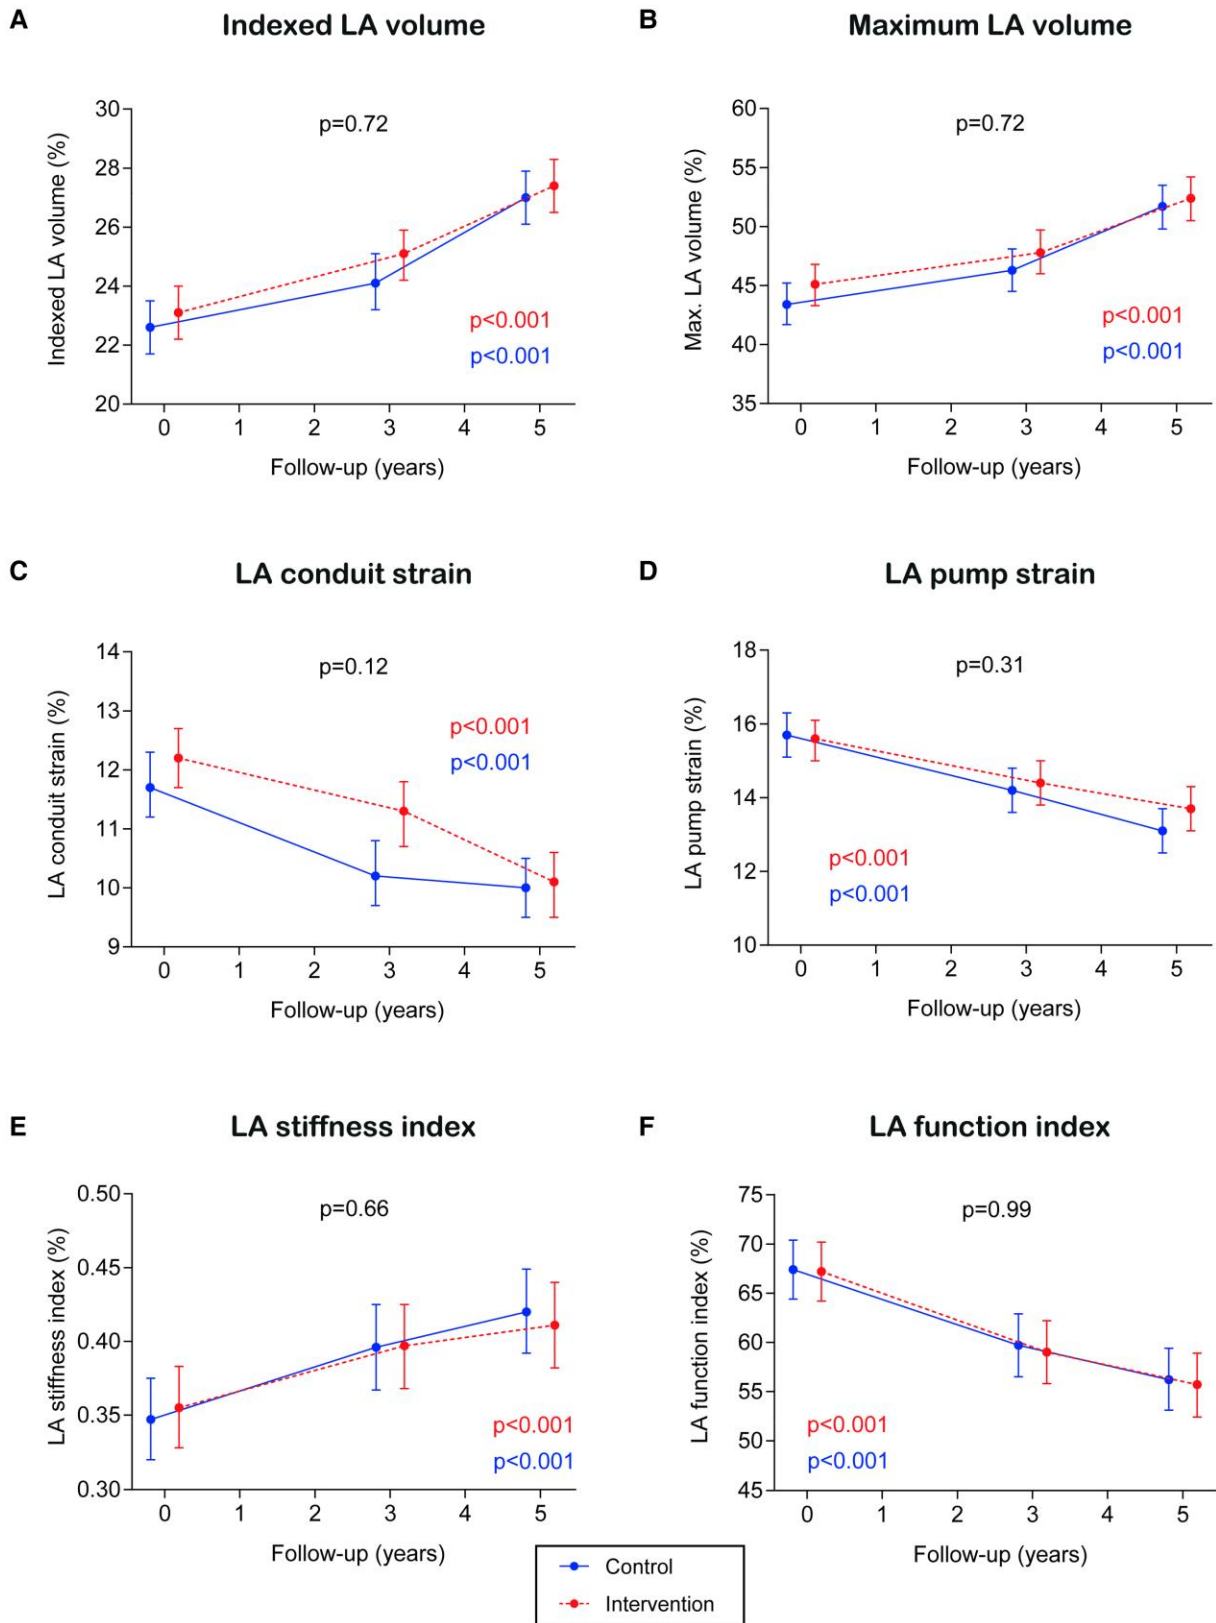 A Indexed LA volume
Indexed LA volume (%)
30
28
26
24
22
20
p=0.72
p<0.001
p<0.001
0 1 2 3 4 5
Follow-up (years)
B Maximum LA volume
Max. LA volume (%)
60
55
50
45
40
35
p=0.72
p<0.001
p<0.001
0 1 2 3 4 5
Follow-up (years)
C LA conduit strain
LA conduit strain (%)
14
13
12
11
10
9
p=0.12
p<0.001
p<0.001
0 1 2 3 4 5
Follow-up (years)
D LA pump strain
LA pump strain (%)
18
16
14
12
10
p=0.31
p<0.001
p<0.001
0 1 2 3 4 5
Follow-up (years)
E LA stiffness index
LA stiffness index (%)
0.50
0.45
0.40
0.35
0.30
p=0.66
p<0.001
p<0.001
0 1 2 3 4 5
Follow-up (years)
F LA function index
LA function index (%)
75
70
65
60
55
50
45
p=0.99
p<0.001
p<0.001
0 1 2 3 4 5
Follow-up (years)
Control
Intervention